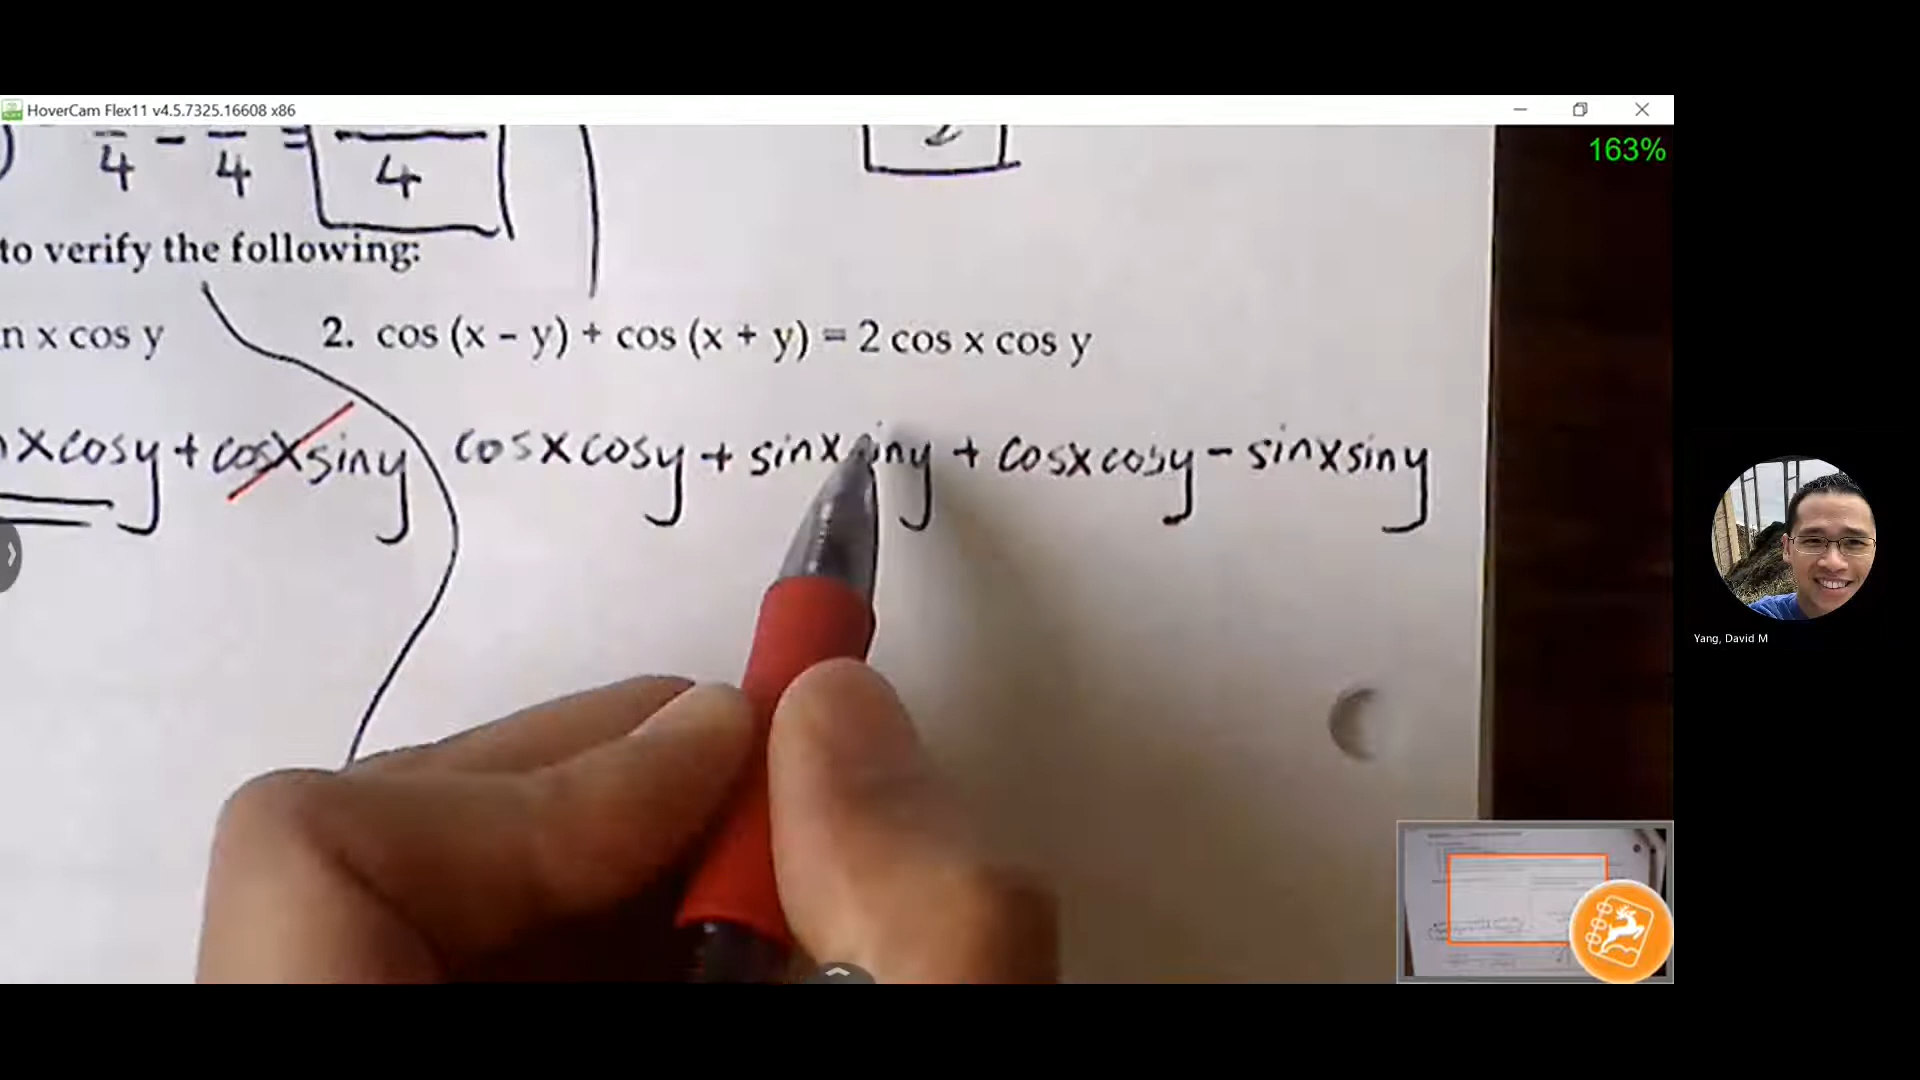 HoverCam Flex11 v4.5.7325.16608 x86
163%
4 - 4 = 4
to verify the following:
n x cos y
2. cos (x – y) + cos (x + y) = 2 cos x cos y
xcosy + cosxsiny
cosxcosy + sinxsiny + cosxcosy - sinxsiny
Yang, David M